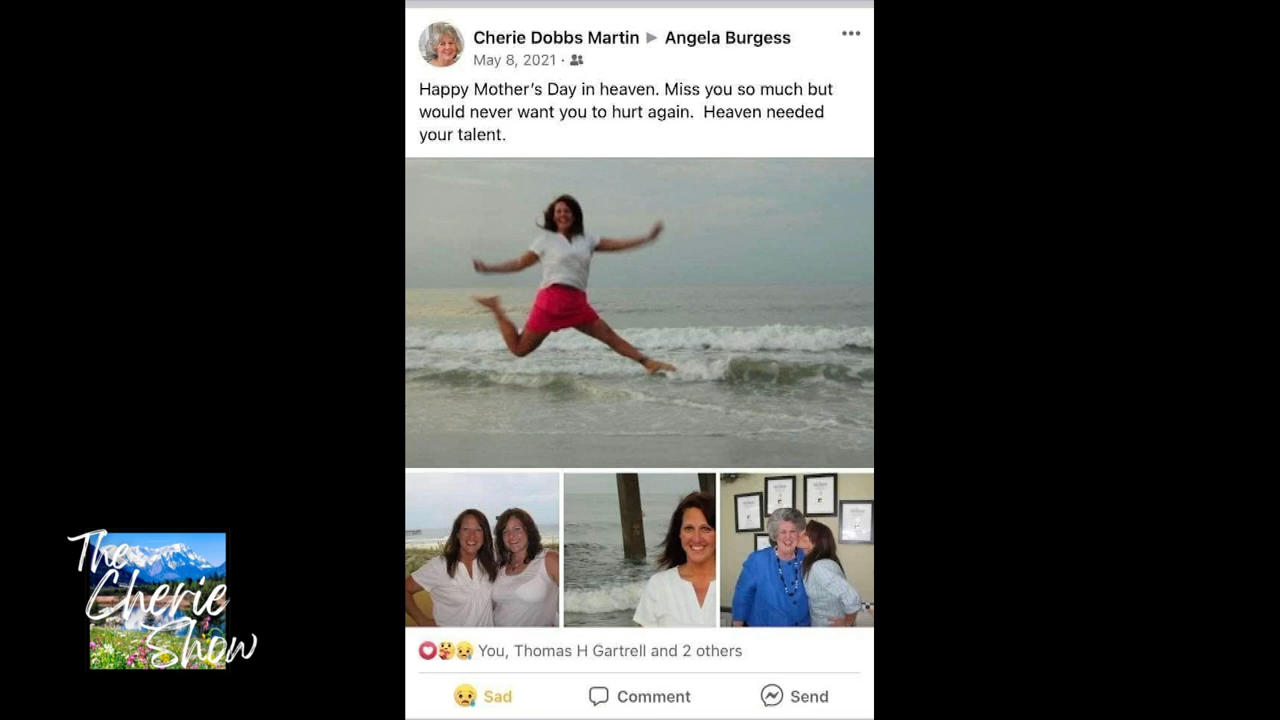 Cherie Dobbs Martin ▶ Angela Burgess
May 8, 2021 ·
Happy Mother's Day in heaven. Miss you so much but
would never want you to hurt again.  Heaven needed
your talent.
You, Thomas H Gartrell and 2 others
Sad Comment Send
The
Cherie
Show